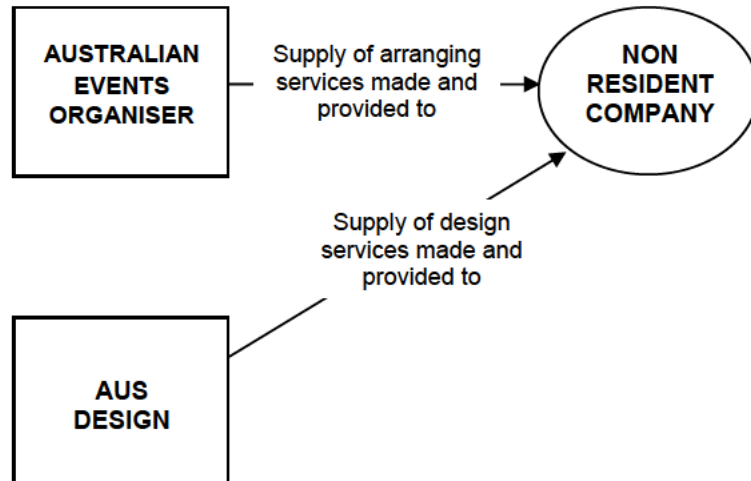 AUSTRALIAN
EVENTS
ORGANISER
Supply of arranging
services made and
provided to
NON
RESIDENT
COMPANY
Supply of design
services made and
provided to
AUS
DESIGN